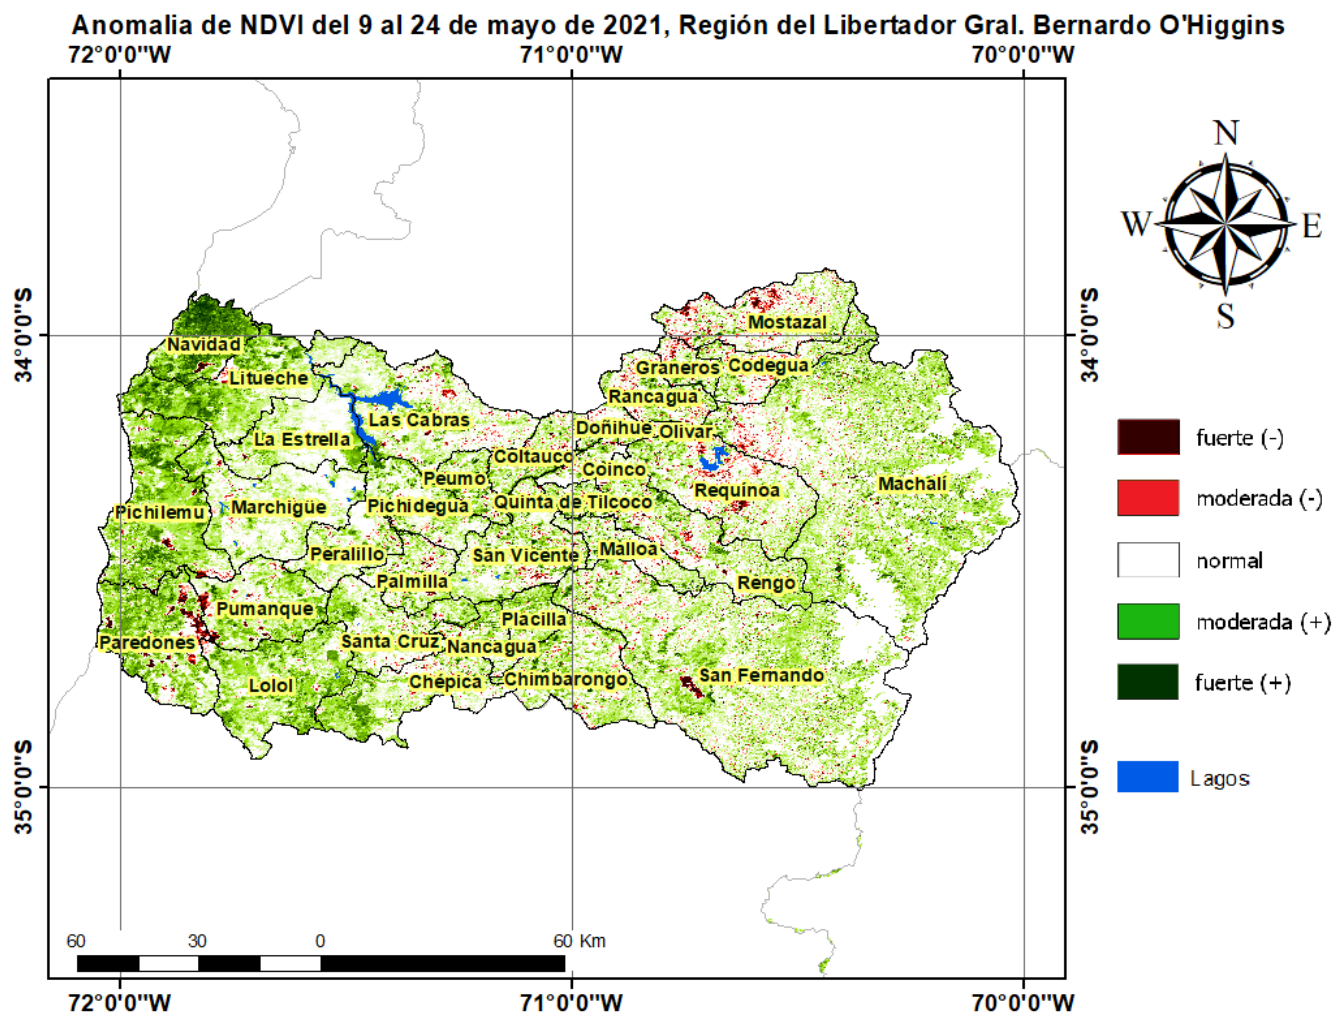 Anomalia de NDVI del 9 al 24 de mayo de 2021, Región del Libertador Gral. Bernardo O'Higgins
72°0'0"W 71°0'0"W 70°0'0"W
N
W E
S
34°0'0"S
34°0'0"S
Mostazal
Navidad
Graneros Codegua
Litueche
Rancagua
Las Cabras
Doñihue Olivar
La Estrella
Coltauco
Coinco
Peumo
Machalí
Requínoa
Quinta de Tilcoco
Pichilemu Marchigue Pichidegua
Peralillo San Vicente Malloa
Palmilla Rengo
Pumanque
Placilla
Paredones Santa Cruz Nancagua
Lolol Chépica Chimbarongo San Fernando
fuerte (-)
moderada (-)
normal
moderada (+)
fuerte (+)
Lagos
35°0'0"S
35°0'0"S
60 30 0 60 Km
72°0'0"W 71°0'0"W 70°0'0"W